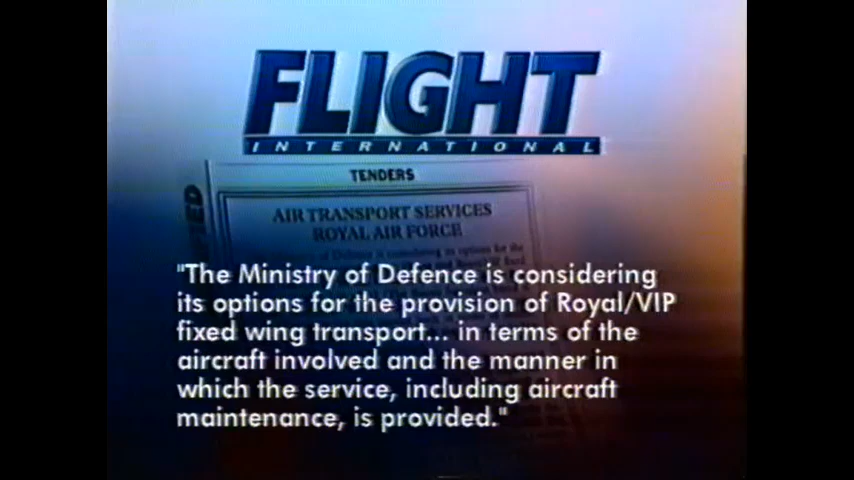 FLIGHT
INTERNATIONAL
TENDERS
AIR TRANSPORT SERVICES
ROYAL AIR FORCE
"The Ministry of Defence is considering
its options for the provision of Royal/VIP
fixed wing transport... in terms of the
aircraft involved and the manner in
which the service, including aircraft
maintenance, is provided."